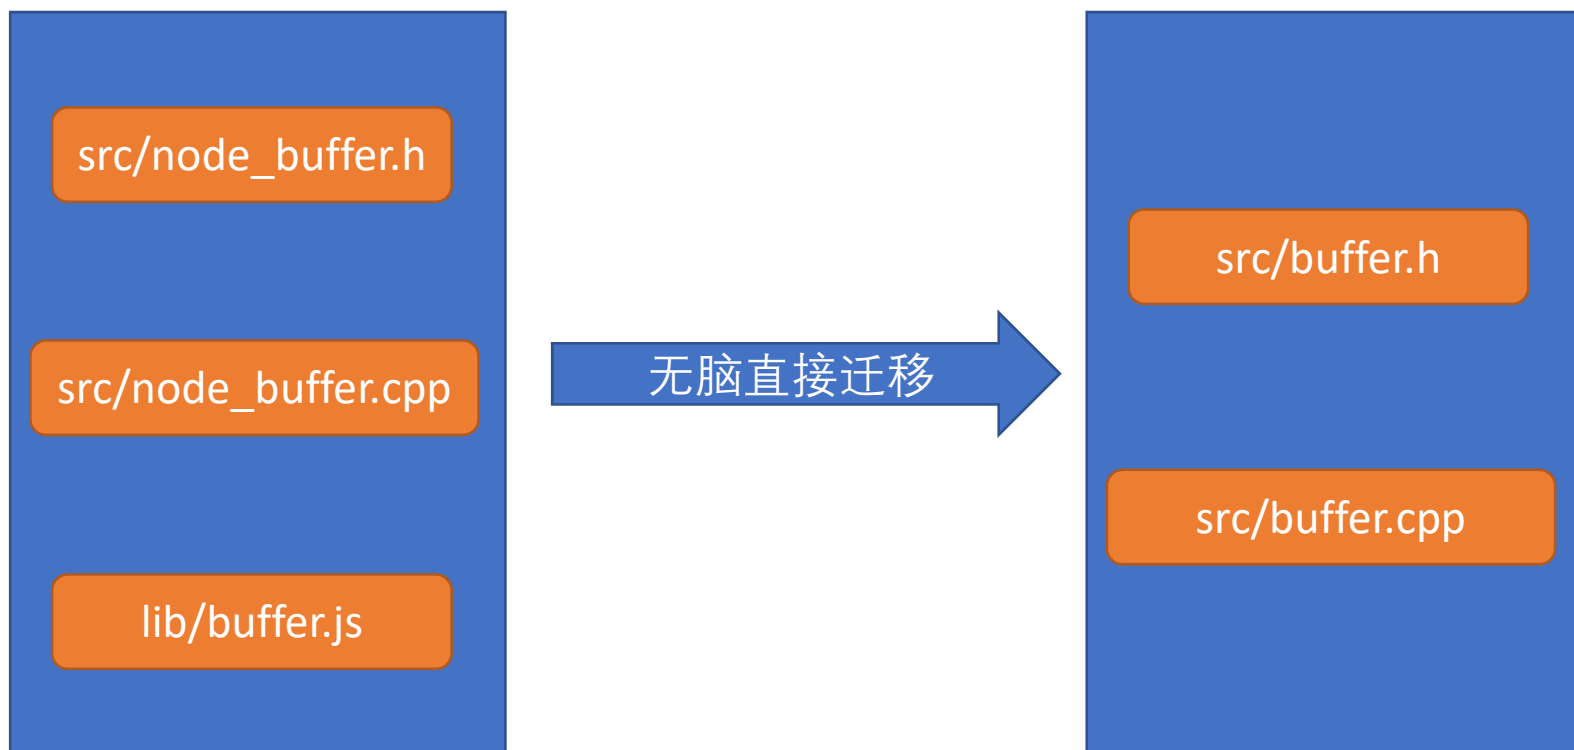 src/node_buffer.h
src/node_buffer.cpp
lib/buffer.js
无脑直接迁移
src/buffer.h
src/buffer.cpp